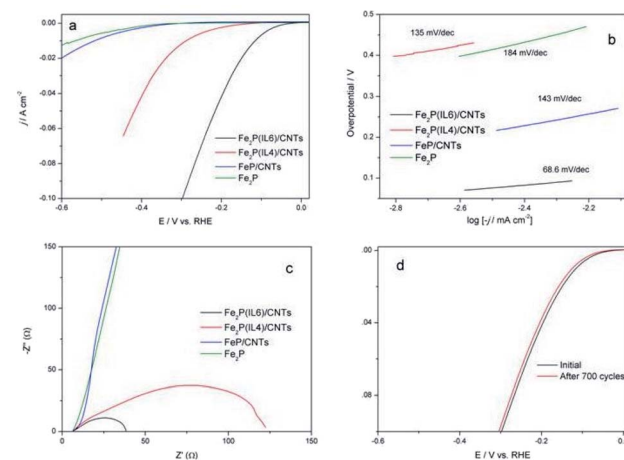 a
0.00
-0.02
-0.04
-0.06
-0.08
-0.10
j / A cm⁻²
Fe₂P(IL6)/CNTs
Fe₂P(IL4)/CNTs
FeP/CNTs
Fe₂P
-0.6 -0.4 -0.2 0.0
E / V vs. RHE
b
0.5
0.4
0.3
0.2
0.1
Overpotential / V
135 mV/dec
184 mV/dec
143 mV/dec
68.6 mV/dec
Fe₂P(IL6)/CNTs
Fe₂P(IL4)/CNTs
FeP/CNTs
Fe₂P
-2.8 -2.6 -2.4 -2.2
log [-j / mA cm⁻²]
c
150
100
50
0
-Z" (Ω)
Fe₂P(IL6)/CNTs
Fe₂P(IL4)/CNTs
FeP/CNTs
Fe₂P
0 50 100 150
Z' (Ω)
d
.00
.04
.08
Initial
After 700 cycles
-0.6 -0.4 -0.2 0.0
E / V vs. RHE